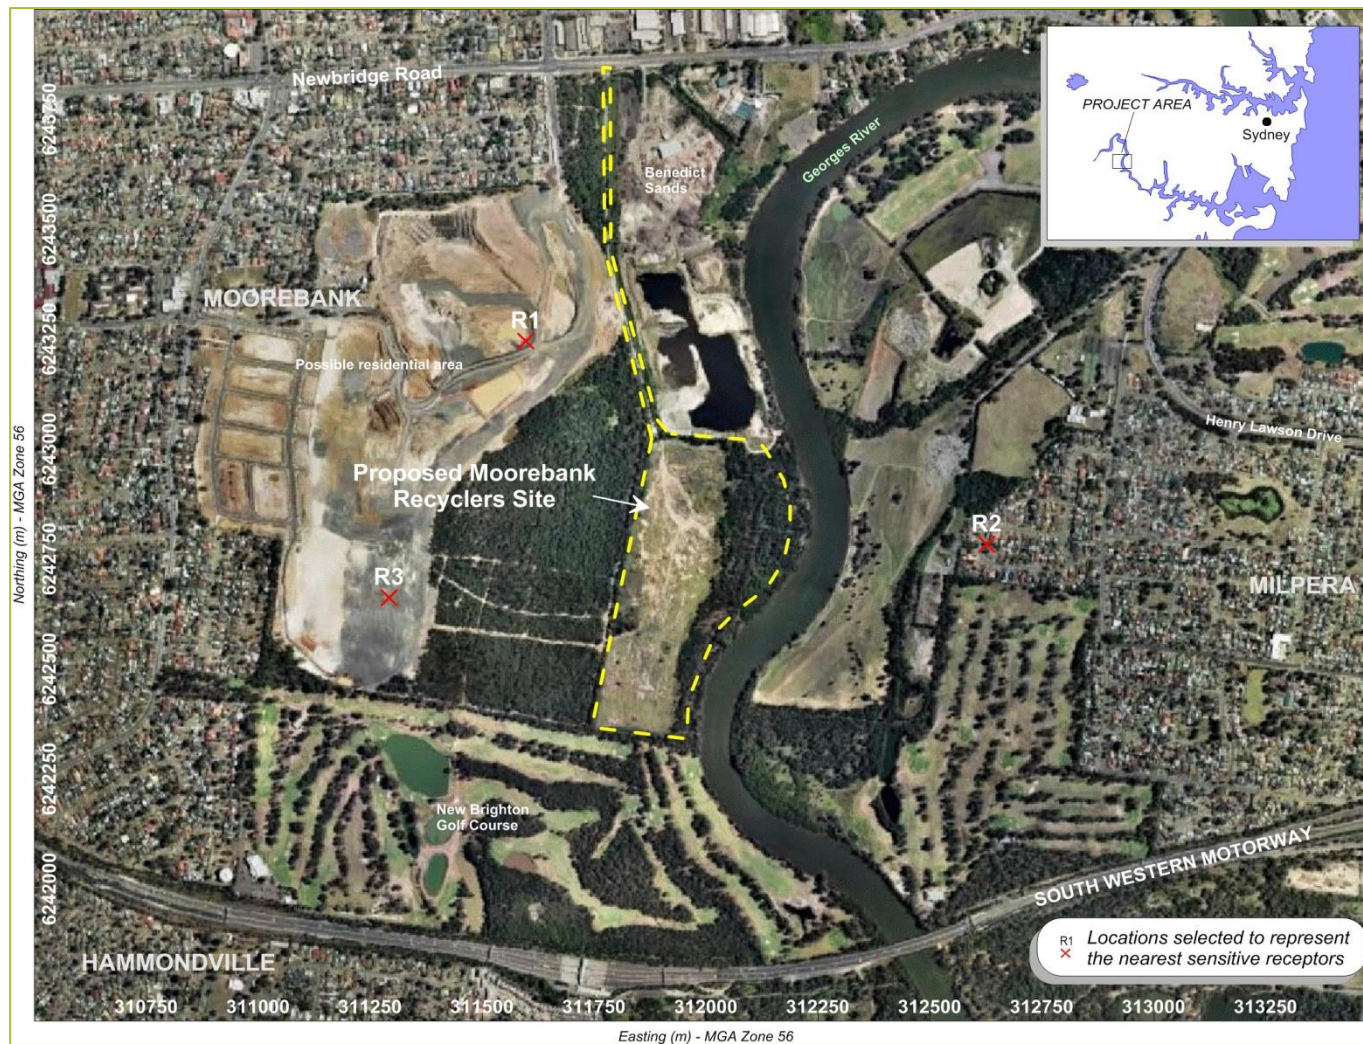 Newbridge Road
Benedict
Sands
Georges River
PROJECT AREA
Sydney
MOOREBANK
R1
Possible residential area
Henry Lawson Drive
Proposed Moorebank
Recyclers Site
R2
R3
MILPERA
New Brighton
Golf Course
SOUTH WESTERN MOTORWAY
HAMMONDVILLE
R1 Locations selected to represent
the nearest sensitive receptors
6243750
6243500
6243250
6243000
6242750
6242500
6242250
6242000
Northing (m) - MGA Zone 56
310750 311000 311250 311500 311750 312000 312250 312500 312750 313000 313250
Easting (m) - MGA Zone 56